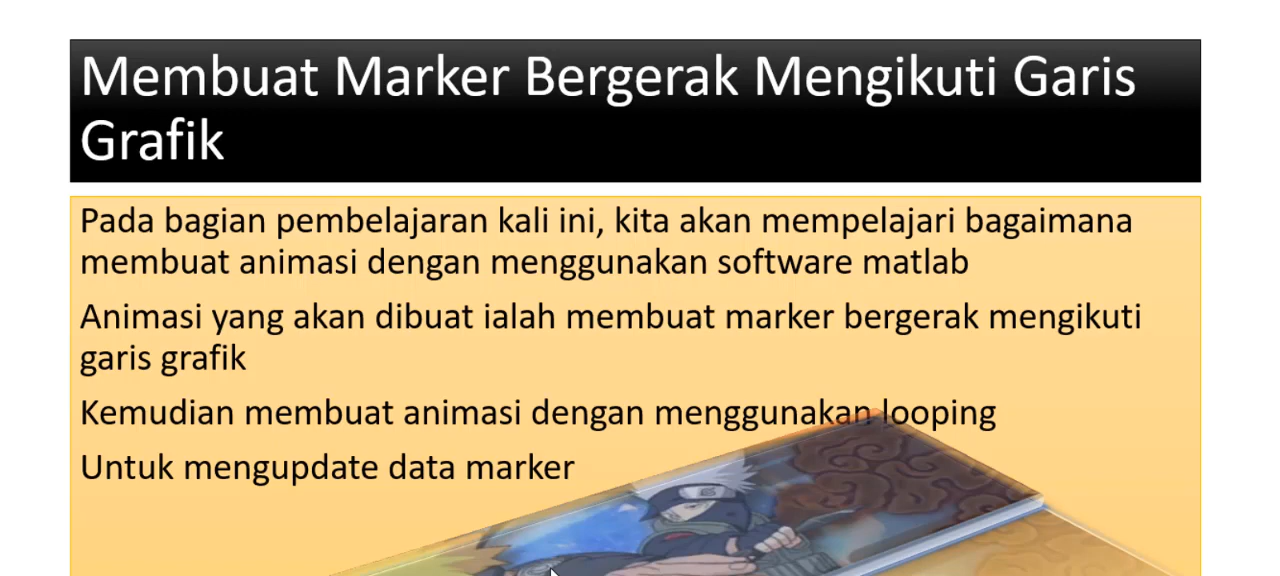 Membuat Marker Bergerak Mengikuti Garis
Grafik
Pada bagian pembelajaran kali ini, kita akan mempelajari bagaimana
membuat animasi dengan menggunakan software matlab
Animasi yang akan dibuat ialah membuat marker bergerak mengikuti
garis grafik
Kemudian membuat animasi dengan menggunakan looping
Untuk mengupdate data marker